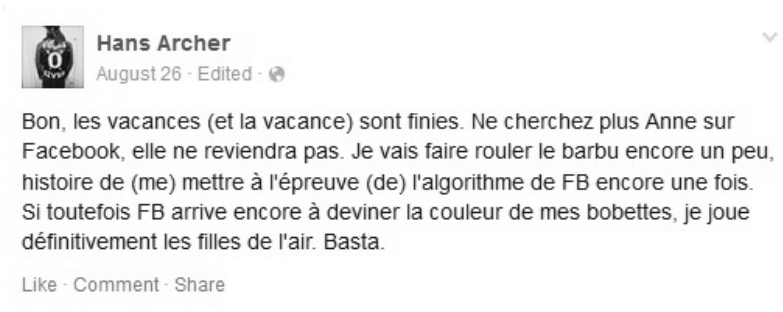 Hans Archer
August 26 · Edited ·
Bon, les vacances (et la vacance) sont finies. Ne cherchez plus Anne sur
Facebook, elle ne reviendra pas. Je vais faire rouler le barbu encore un peu,
histoire de (me) mettre à l'épreuve (de) l'algorithme de FB encore une fois.
Si toutefois FB arrive encore à deviner la couleur de mes bobettes, je joue
définitivement les filles de l'air. Basta.
Like · Comment · Share